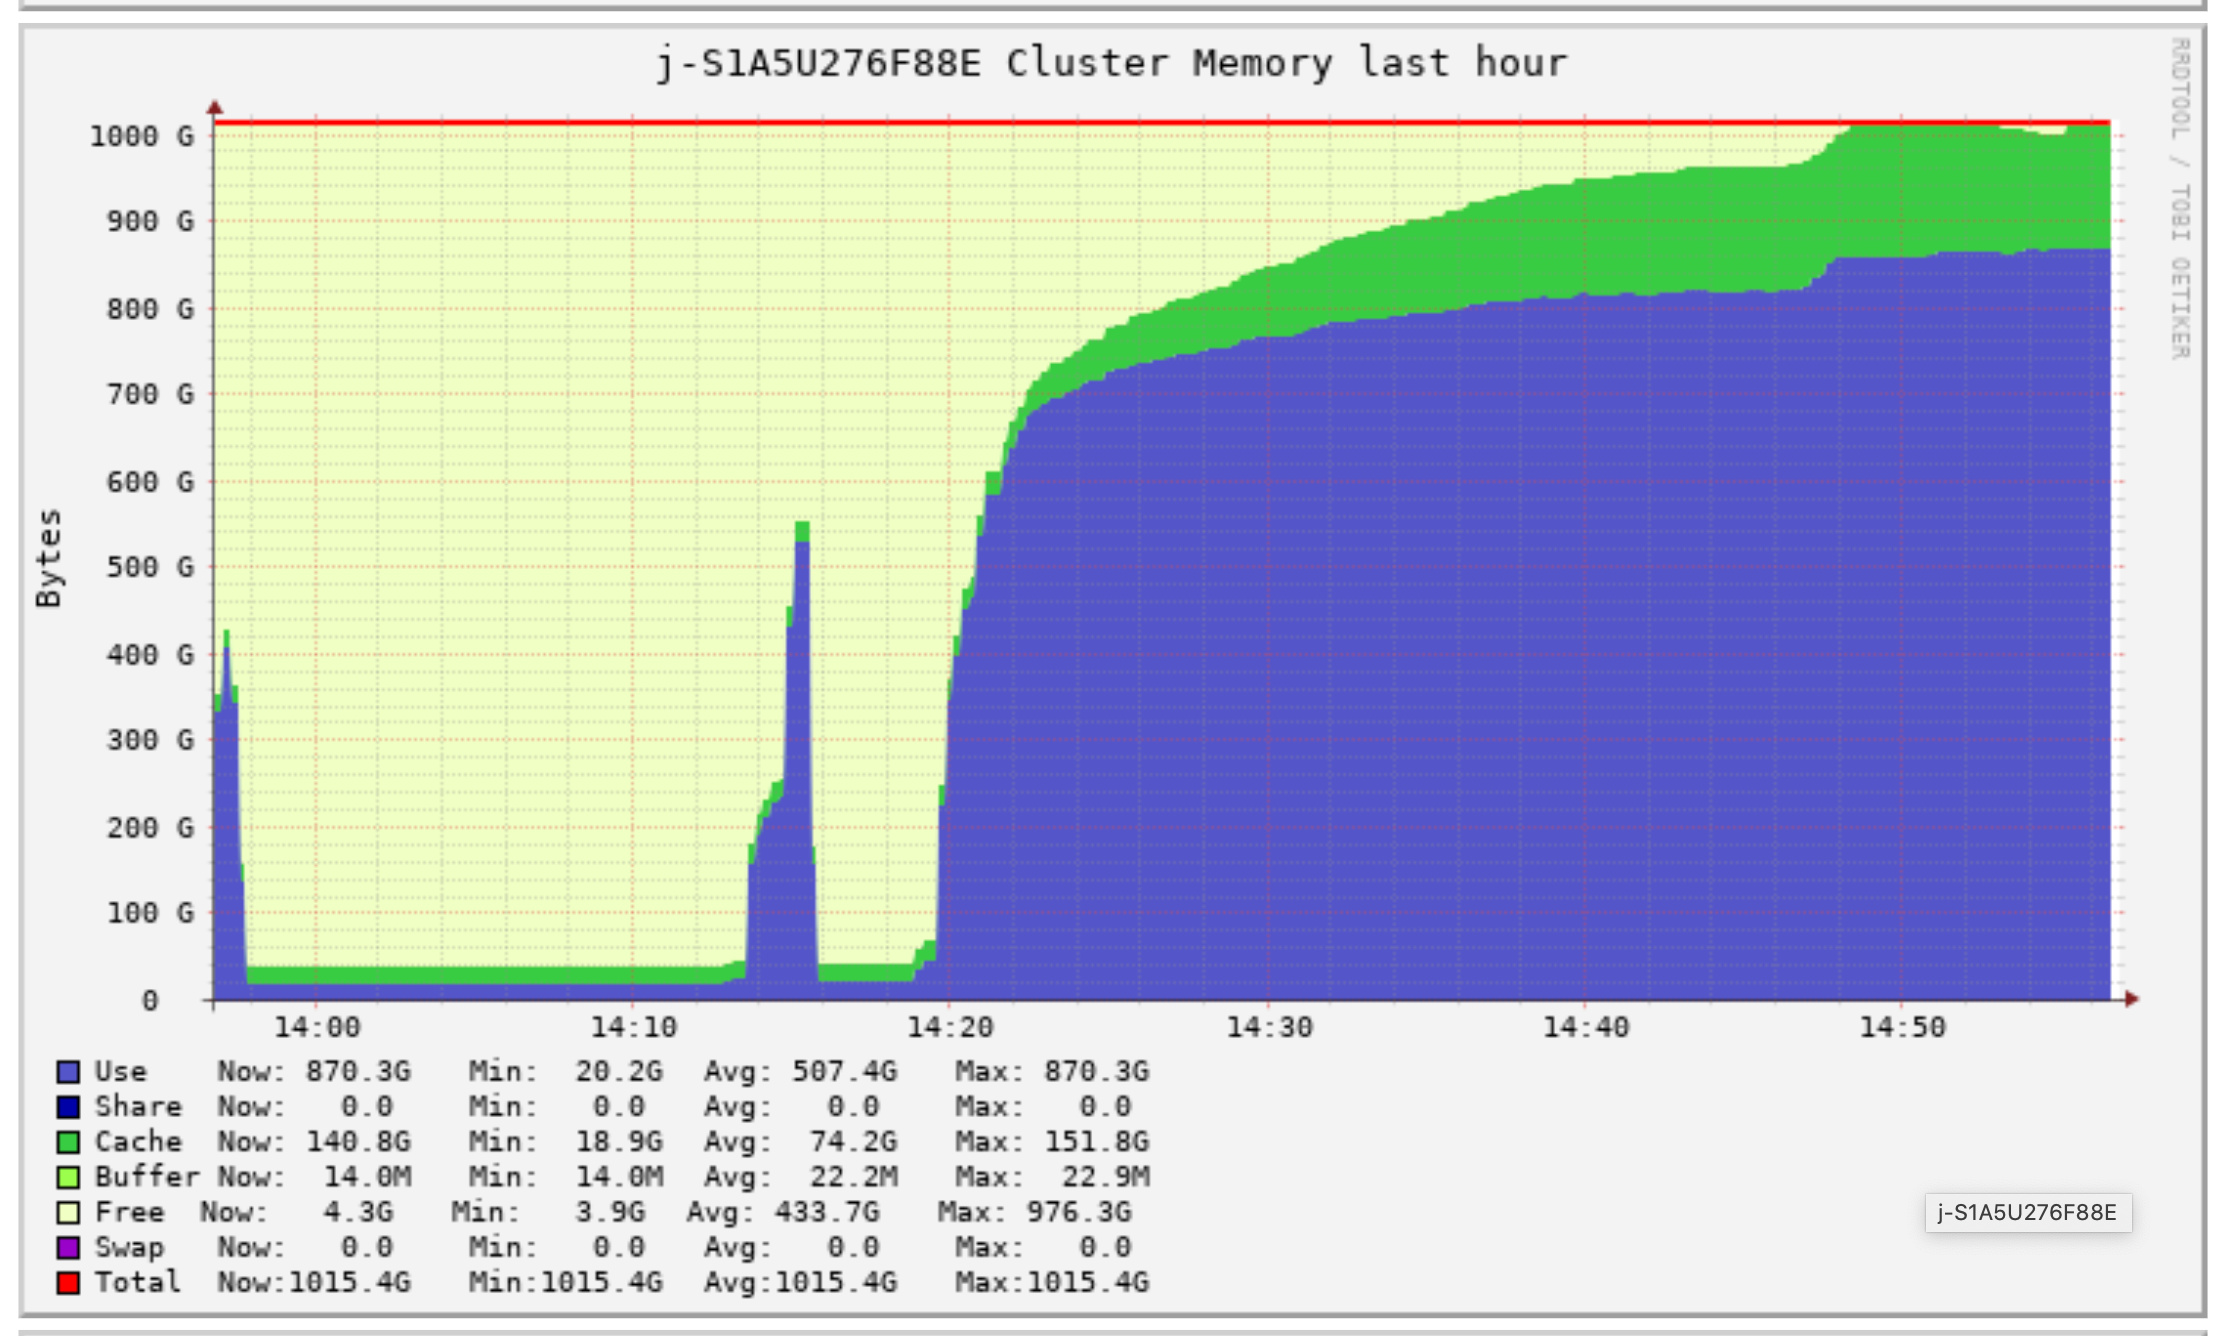 j-S1A5U276F88E Cluster Memory last hour
RRDTOOL / TOBI OETIKER
Bytes
1000 G
900 G
800 G
700 G
600 G
500 G
400 G
300 G
200 G
100 G
0
14:00 14:10 14:20 14:30 14:40 14:50
Use Now: 870.3G Min: 20.2G Avg: 507.4G Max: 870.3G
Share Now: 0.0 Min: 0.0 Avg: 0.0 Max: 0.0
Cache Now: 140.8G Min: 18.9G Avg: 74.2G Max: 151.8G
Buffer Now: 14.0M Min: 14.0M Avg: 22.2M Max: 22.9M
Free Now: 4.3G Min: 3.9G Avg: 433.7G Max: 976.3G
j-S1A5U276F88E
Swap Now: 0.0 Min: 0.0 Avg: 0.0 Max: 0.0
Total Now:1015.4G Min:1015.4G Avg:1015.4G Max:1015.4G